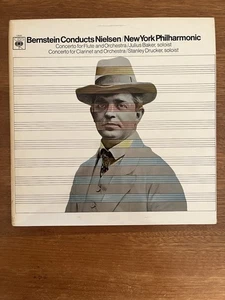 Bernstein Conducts Nielsen/New York Philharmonic
Concerto for Flute and Orchestra/Julius Baker, soloist
Concerto for Clarinet and Orchestra/Stanley Drucker, soloist